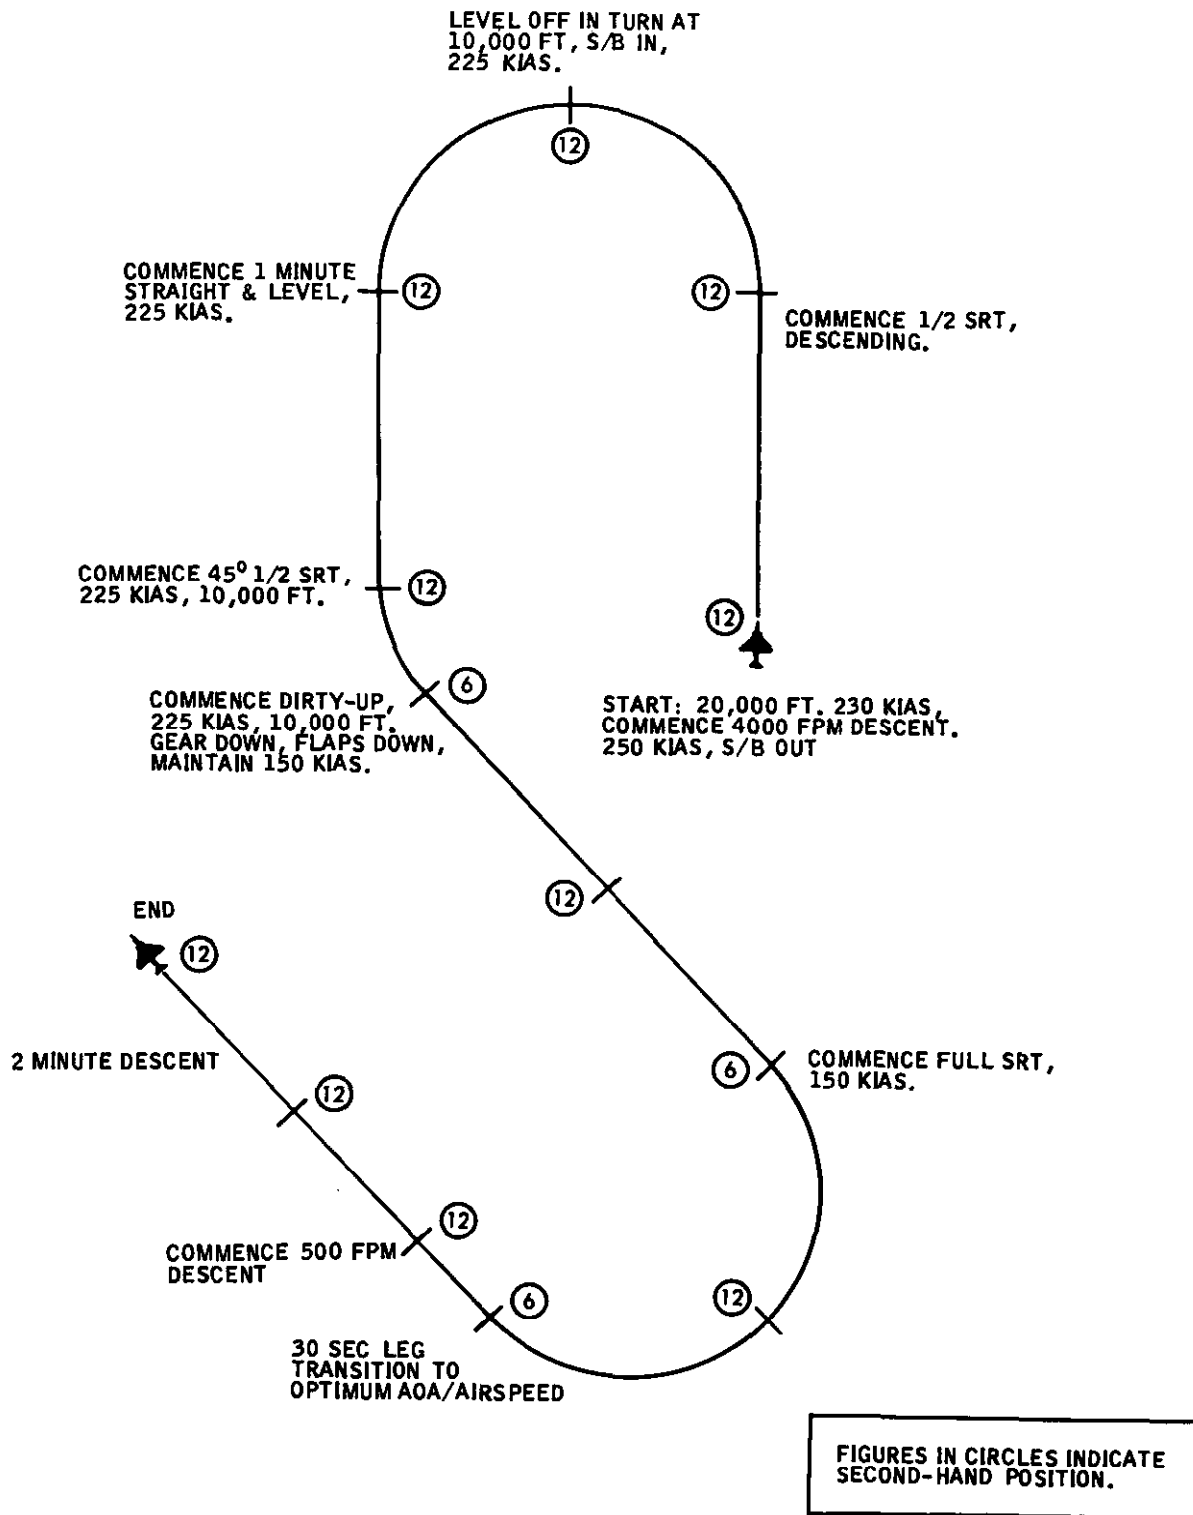 LEVEL OFF IN TURN AT
10,000 FT, S/B IN,
225 KIAS.
12
COMMENCE 1 MINUTE
STRAIGHT & LEVEL,
225 KIAS.
12
12
COMMENCE 1/2 SRT,
DESCENDING.
COMMENCE 45⁰ 1/2 SRT,
225 KIAS, 10,000 FT.
12
12
START: 20,000 FT. 230 KIAS,
COMMENCE 4000 FPM DESCENT.
250 KIAS, S/B OUT
6
COMMENCE DIRTY-UP,
225 KIAS, 10,000 FT.
GEAR DOWN, FLAPS DOWN,
MAINTAIN 150 KIAS.
12
END
12
2 MINUTE DESCENT
12
6
COMMENCE FULL SRT,
150 KIAS.
12
COMMENCE 500 FPM
DESCENT
6
12
30 SEC LEG
TRANSITION TO
OPTIMUM AOA/AIRSPEED
FIGURES IN CIRCLES INDICATE
SECOND-HAND POSITION.